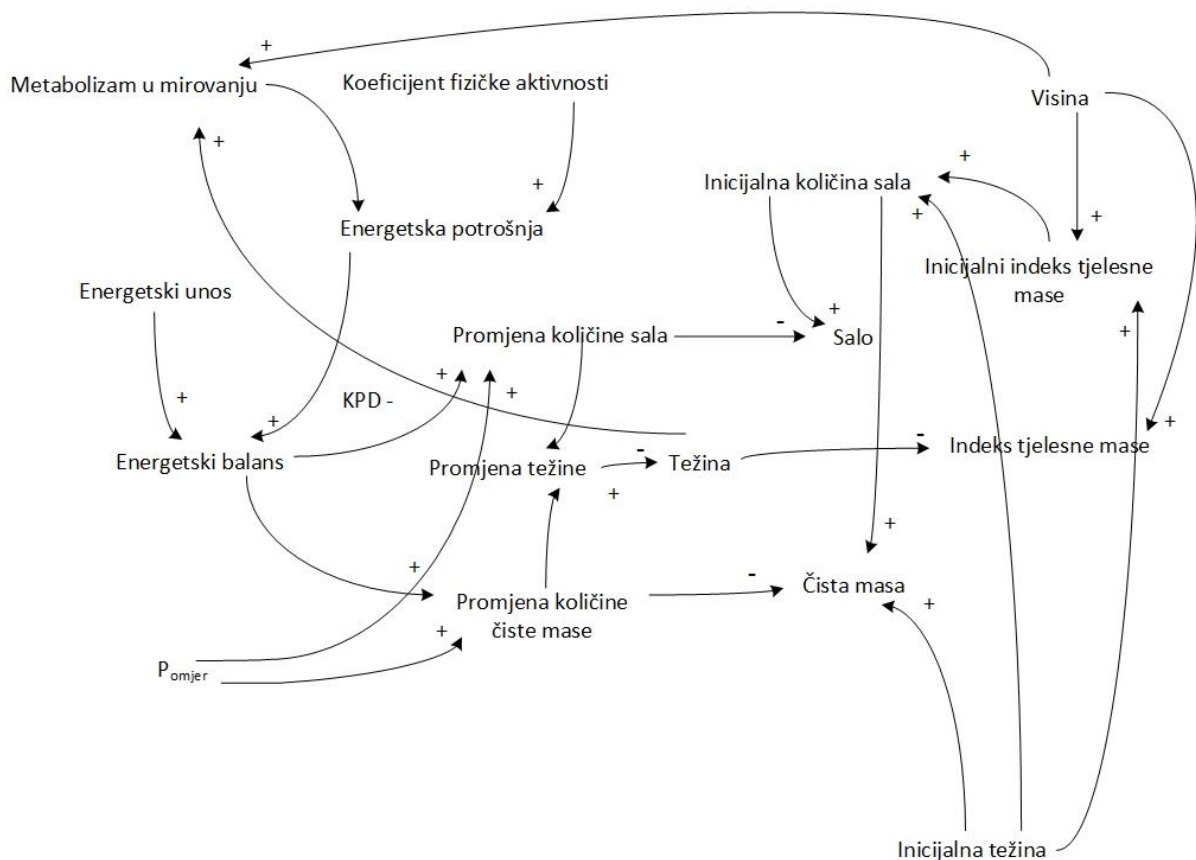 +
Metabolizam u mirovanju
Koeficijent fizičke aktivnosti
Visina
+
+
Inicijalna količina sala
+
+
+
Energetska potrošnja
+
Inicijalni indeks tjelesne
mase
Energetski unos
Promjena količine sala
-
+
Salo
+
+
KPD -
+
+
+
+
Energetski balans
Promjena težine
-
+
Težina
-
Indeks tjelesne mase
+
+
Promjena količine
čiste mase
-
Čista masa
+
+
P omjer
Inicijalna težina